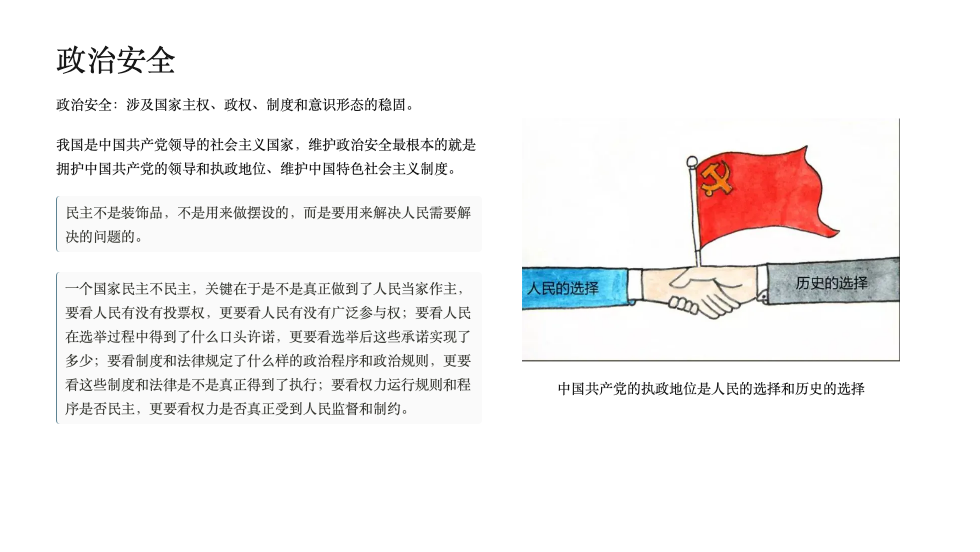 政治安全
政治安全：涉及国家主权、政权、制度和意识形态的稳固。
我国是中国共产党领导的社会主义国家，维护政治安全最根本的就是
拥护中国共产党的领导和执政地位、维护中国特色社会主义制度。
民主不是装饰品，不是用来做摆设的，而是要用来解决人民需要解
决的问题的。
一个国家民主不民主，关键在于是不是真正做到了人民当家作主，
要看人民有没有投票权，更要看人民有没有广泛参与权；要看人民
在选举过程中得到了什么口头许诺，更要看选举后这些承诺实现了
多少；要看制度和法律规定了什么样的政治程序和政治规则，更要
看这些制度和法律是不是真正得到了执行；要看权力运行规则和程
序是否民主，更要看权力是否真正受到人民监督和制约。
人民的选择
历史的选择
中国共产党的执政地位是人民的选择和历史的选择